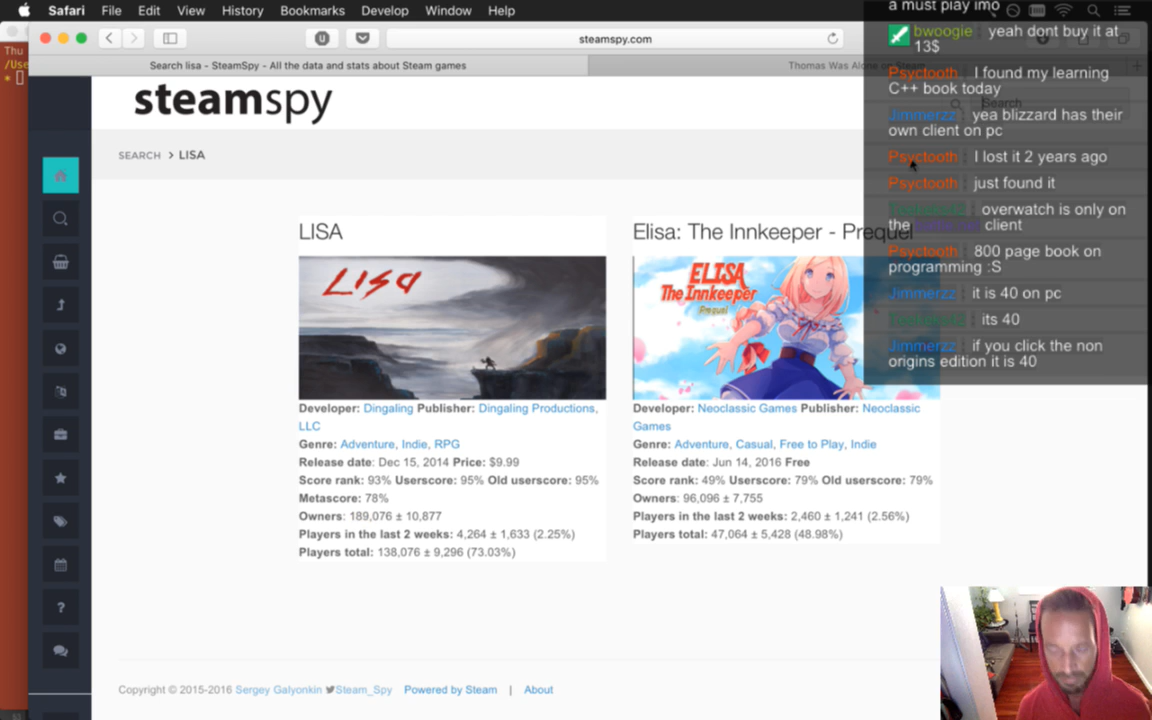 Safari File Edit View History Bookmarks Develop Window Help
a must play imo
bwoogie : yeah dont buy it at
13$
Psyctooth : I found my learning
C++ book today
Jimmerzz : yea blizzard has their
own client on pc
Psyctooth : I lost it 2 years ago
Psyctooth : just found it
overwatch is only on
the client
Psyctooth : 800 page book on
programming :S
Jimmerzz : it is 40 on pc
its 40
Jimmerzz : if you click the non
origins edition it is 40
Thu
/Use
*
steamspy.com
Search lisa - SteamSpy - All the data and stats about Steam games
Thomas Was Alone
steamspy
Search
SEARCH > LISA
LISA
LISA
Developer: Dingaling Publisher: Dingaling Productions,
LLC
Genre: Adventure, Indie, RPG
Release date: Dec 15, 2014 Price: $9.99
Score rank: 93% Userscore: 95% Old userscore: 95%
Metascore: 78%
Owners: 189,076 ± 10,877
Players in the last 2 weeks: 4,264 ± 1,633 (2.25%)
Players total: 138,076 ± 9,296 (73.03%)
Elisa: The Innkeeper - Prequel
ELISA
The Innkeeper
Prequel
Developer: Neoclassic Games Publisher: Neoclassic
Games
Genre: Adventure, Casual, Free to Play, Indie
Release date: Jun 14, 2016 Free
Score rank: 49% Userscore: 79% Old userscore: 79%
Owners: 96,096 ± 7,755
Players in the last 2 weeks: 2,460 ± 1,241 (2.56%)
Players total: 47,064 ± 5,428 (48.98%)
Copyright © 2015-2016 Sergey Galyonkin Steam_Spy Powered by Steam | About